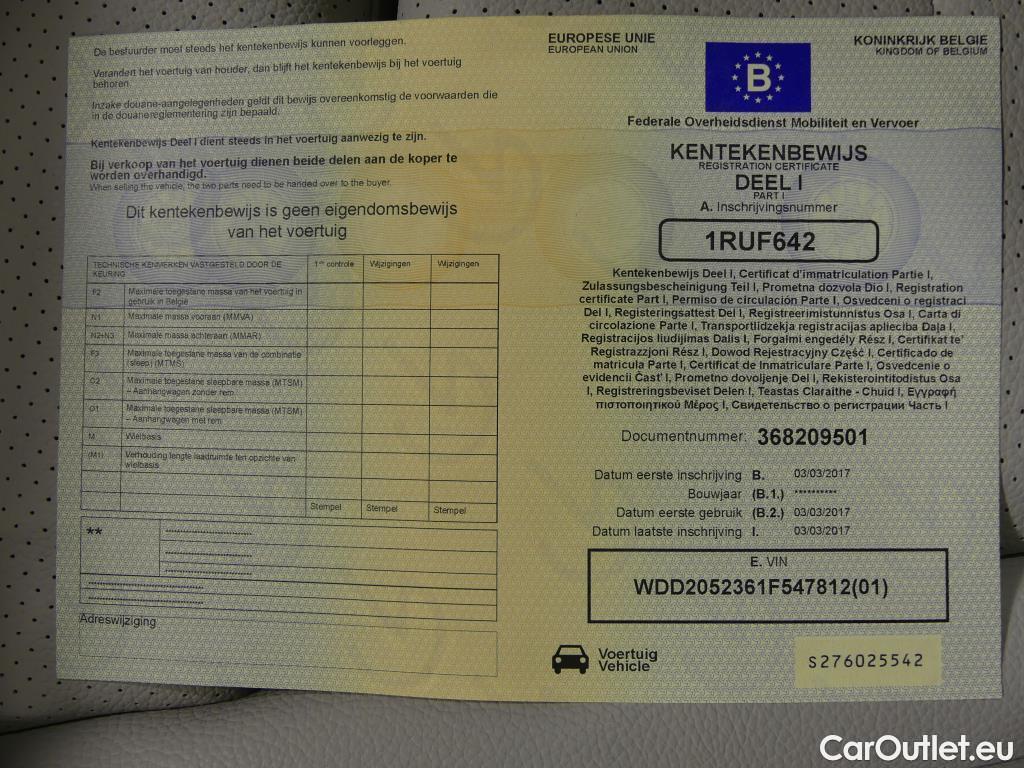 De bestuurder moet steeds het kentekenbewijs kunnen voorleggen.
Verandert het voertuig van houder, dan blijft het kentekenbewijs bij het voertuig
behoren.
Inzake douane-aangelegenheden geldt dit bewijs overeenkomstig de voorwaarden die
in de douanereglementering zijn bepaald.
Kentekenbewijs Deel I dient steeds in het voertuig aanwezig te zijn.
Bij verkoop van het voertuig dienen beide delen aan de koper te
worden overhandigd.
When selling the vehicle, the two parts need to be handed over to the buyer.
Dit kentekenbewijs is geen eigendomsbewijs
van het voertuig
TECHNISCHE KENMERKEN VASTGESTELD DOOR DE
KEURING
1ste controle
Wijzigingen
Wijzigingen
F2 Maximale toegestane massa van het voertuig in
gebruik in België
N1 Maximale massa vooraan (MMVA)
N2+N3 Maximale massa achteraan (MMAR)
F3 Maximale toegestane massa van de combinatie
(sleep) (MTMS)
O2 Maximale toegestane sleepbare massa (MTSM)
– Aanhangwagen zonder rem
O1 Maximale toegestane sleepbare massa (MTSM)
– Aanhangwagen met rem
M Wielbasis
(M1) Verhouding lengte laadruimte ten opzichte van
wielbasis
Stempel Stempel Stempel
**
Adreswijziging
EUROPESE UNIE
EUROPEAN UNION
B
KONINKRIJK BELGIE
KINGDOM OF BELGIUM
Federale Overheidsdienst Mobiliteit en Vervoer
KENTEKENBEWIJS
REGISTRATION CERTIFICATE
DEEL I
PART I
A. Inschrijvingsnummer
1RUF642
Kentekenbewijs Deel I, Certificat d'immatriculation Partie I,
Zulassungsbescheinigung Teil I, Prometna dozvola Dio I, Registration
certificate Part I, Permiso de circulación Parte I, Osvedceni o registraci
Del I, Registeringsattest Del I, Registreerimistunnistus Osa I, Carta di
circolazione Parte I, Transportlidzekja registracijas aplieciba Daļa I,
Registracijos liudijimas Dalis I, Forgalmi engedély Rész I, Certifikat te'
Registrazzjoni Rész I, Dowod Rejestracyjny Część I, Certificado de
matricula Parte I, Certificat de Inmatriculare Parte I, Osvedcenie o
evidencii Čast' I, Prometno dovoljenje Del I, Rekisterointitodistus Osa
I, Registreringsbeviset Delen I, Teastas Claraithe - Chuid I, Εγγραφή
πιστοποιητικού Μέρος I, Свидетельство о регистрации Часть I
Documentnummer: 368209501
Datum eerste inschrijving B. 03/03/2017
Bouwjaar (B.1.) **********
Datum eerste gebruik (B.2.) 03/03/2017
Datum laatste inschrijving I. 03/03/2017
E. VIN
WDD2052361F547812(01)
Voertuig
Vehicle
S276025542
CarOutlet.eu